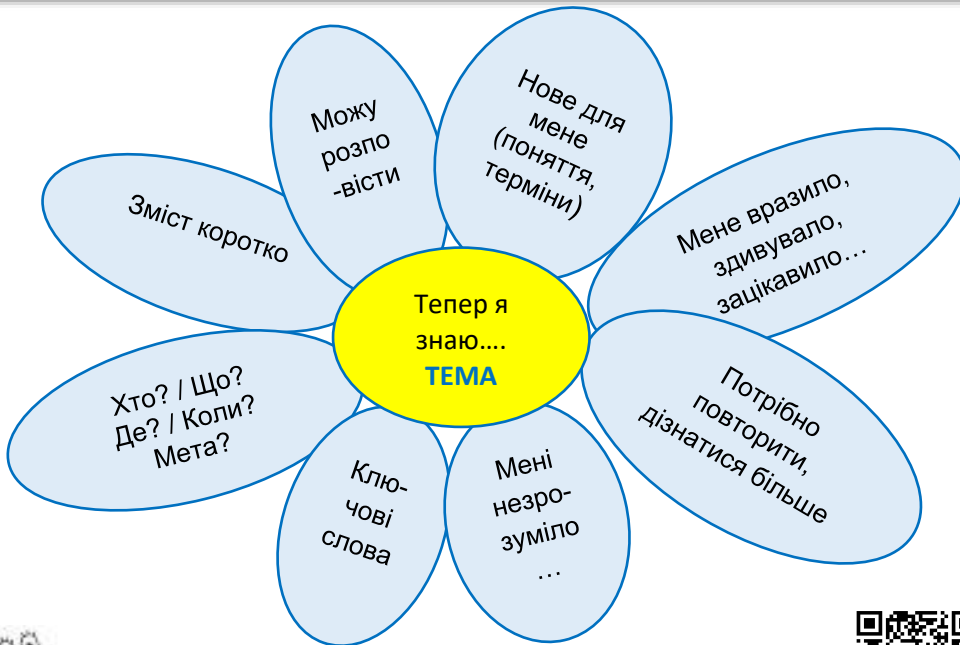 Можу
розпо
-вісти
Нове для
мене
(поняття,
терміни)
Мене вразило,
здивувало,
зацікавило…
Зміст коротко
Тепер я
знаю….
ТЕМА
Потрібно
повторити,
дізнатися більше
Хто? / Що?
Де? / Коли?
Мета?
Клю-
чові
слова
Мені
незро-
зуміло
…